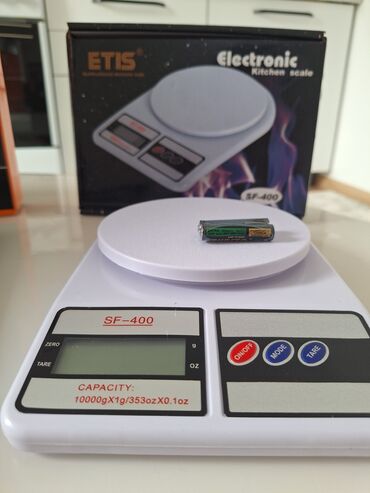 ETIS
Electronic
Kitchen scale
SF-400
SF-400
ZERO
g
TARE
OZ
CAPACITY:
10000gX1g/353ozX0.1oz
ON/OFF
MODE
TARE